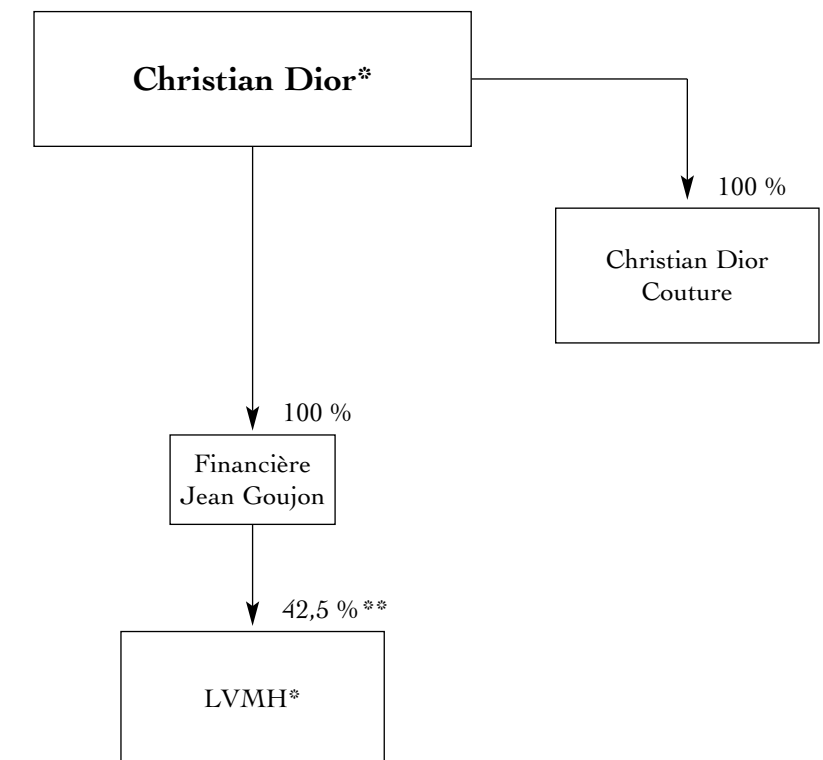 Christian Dior*
100 %
Christian Dior
Couture
100 %
Financière
Jean Goujon
42,5 % **
LVMH*